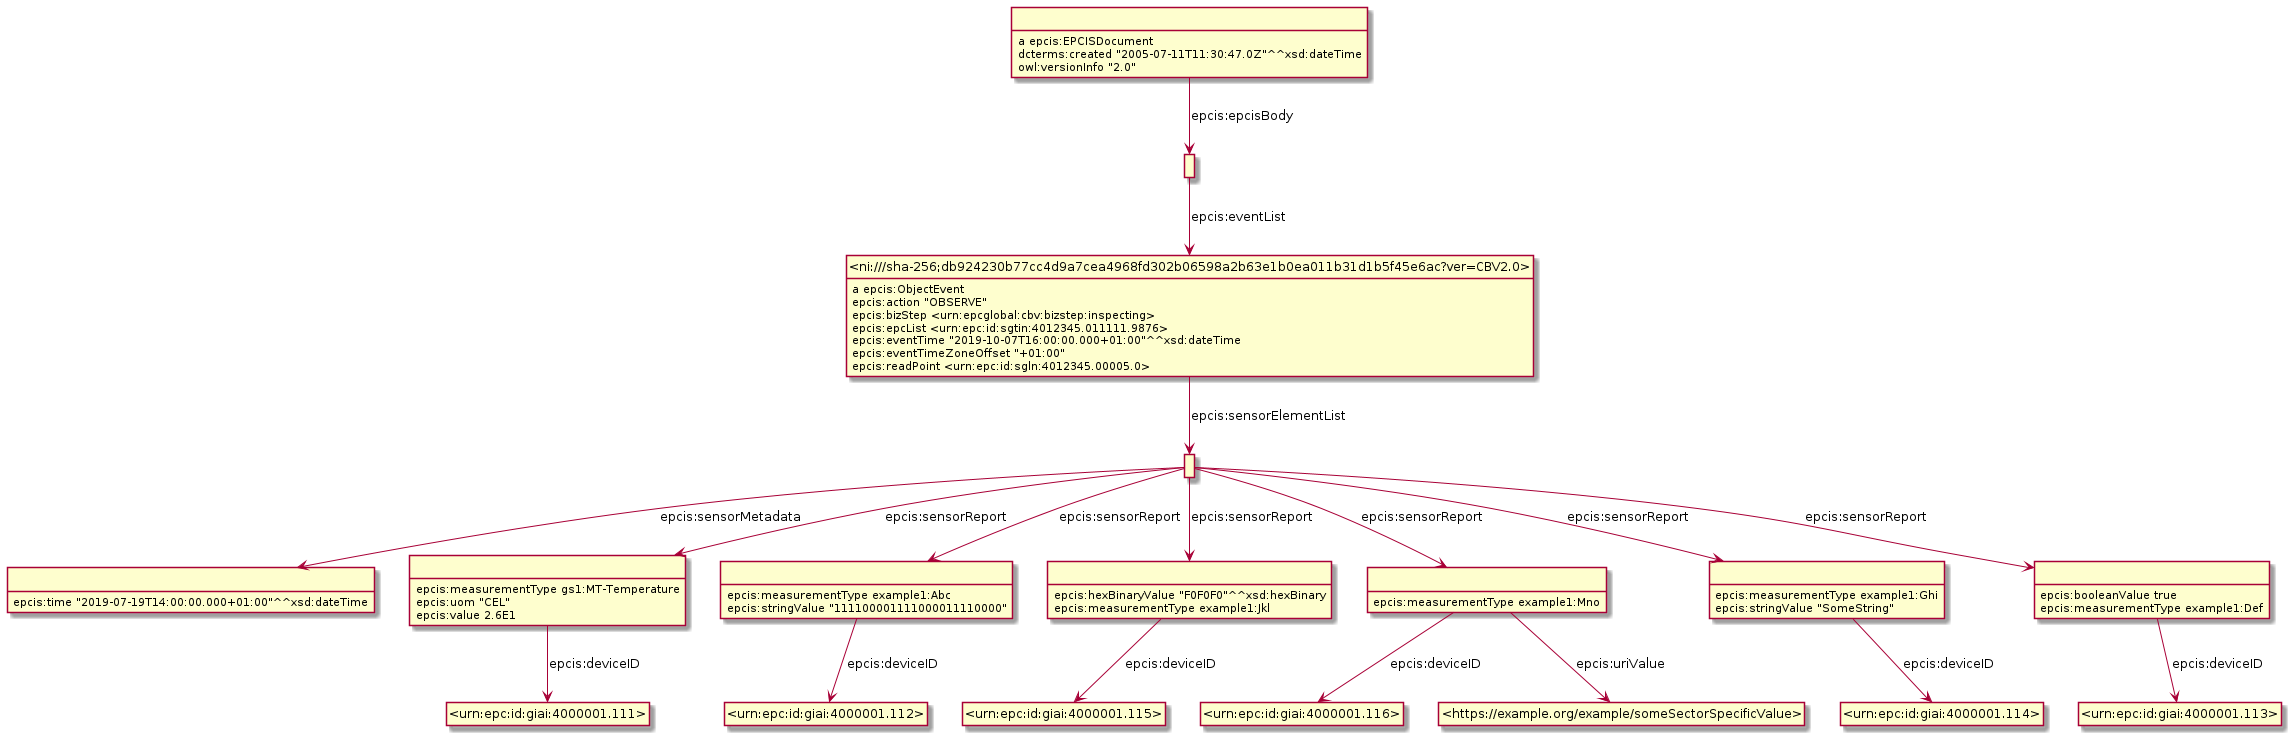 a epcis:EPCISDocument
dcterms:created "2005-07-11T11:30:47.0Z"^^xsd:dateTime
owl:versionInfo "2.0"
epcis:epcisBody
epcis:eventList
<ni:///sha-256;db924230b77cc4d9a7cea4968fd302b06598a2b63e1b0ea011b31d1b5f45e6ac?ver=CBV2.0>
a epcis:ObjectEvent
epcis:action "OBSERVE"
epcis:bizStep <urn:epcglobal:cbv:bizstep:inspecting>
epcis:epcList <urn:epc:id:sgtin:4012345.011111.9876>
epcis:eventTime "2019-10-07T16:00:00.000+01:00"^^xsd:dateTime
epcis:eventTimeZoneOffset "+01:00"
epcis:readPoint <urn:epc:id:sgln:4012345.00005.0>
epcis:sensorElementList
epcis:sensorMetadata
epcis:sensorReport
epcis:sensorReport
epcis:sensorReport
epcis:sensorReport
epcis:sensorReport
epcis:sensorReport
epcis:time "2019-07-19T14:00:00.000+01:00"^^xsd:dateTime
epcis:measurementType gs1:MT-Temperature
epcis:uom "CEL"
epcis:value 2.6E1
epcis:measurementType example1:Abc
epcis:stringValue "111100001111000011110000"
epcis:hexBinaryValue "F0F0F0"^^xsd:hexBinary
epcis:measurementType example1:Jkl
epcis:measurementType example1:Mno
epcis:measurementType example1:Ghi
epcis:stringValue "SomeString"
epcis:booleanValue true
epcis:measurementType example1:Def
epcis:deviceID
epcis:deviceID
epcis:deviceID
epcis:deviceID
epcis:uriValue
epcis:deviceID
epcis:deviceID
<urn:epc:id:giai:4000001.111>
<urn:epc:id:giai:4000001.112>
<urn:epc:id:giai:4000001.115>
<urn:epc:id:giai:4000001.116>
<https://example.org/example/someSectorSpecificValue>
<urn:epc:id:giai:4000001.114>
<urn:epc:id:giai:4000001.113>